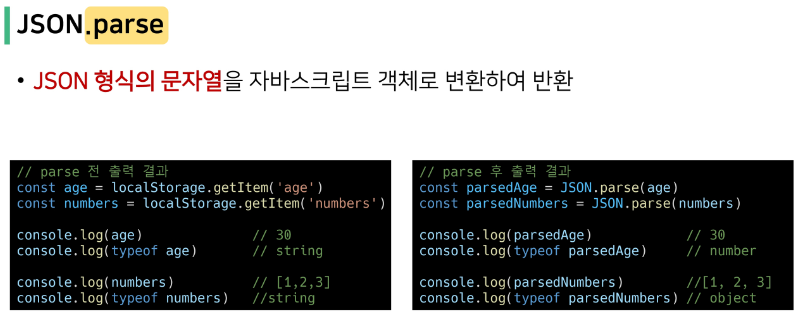 JSON.parse
• JSON 형식의 문자열을 자바스크립트 객체로 변환하여 반환
// parse 전 출력 결과
const age = localStorage.getItem('age')
const numbers = localStorage.getItem('numbers')
console.log(age) // 30
console.log(typeof age) // string
console.log(numbers) // [1,2,3]
console.log(typeof numbers) //string
// parse 후 출력 결과
const parsedAge = JSON.parse(age)
const parsedNumbers = JSON.parse(numbers)
console.log(parsedAge) // 30
console.log(typeof parsedAge) // number
console.log(parsedNumbers) //[1, 2, 3]
console.log(typeof parsedNumbers) // object